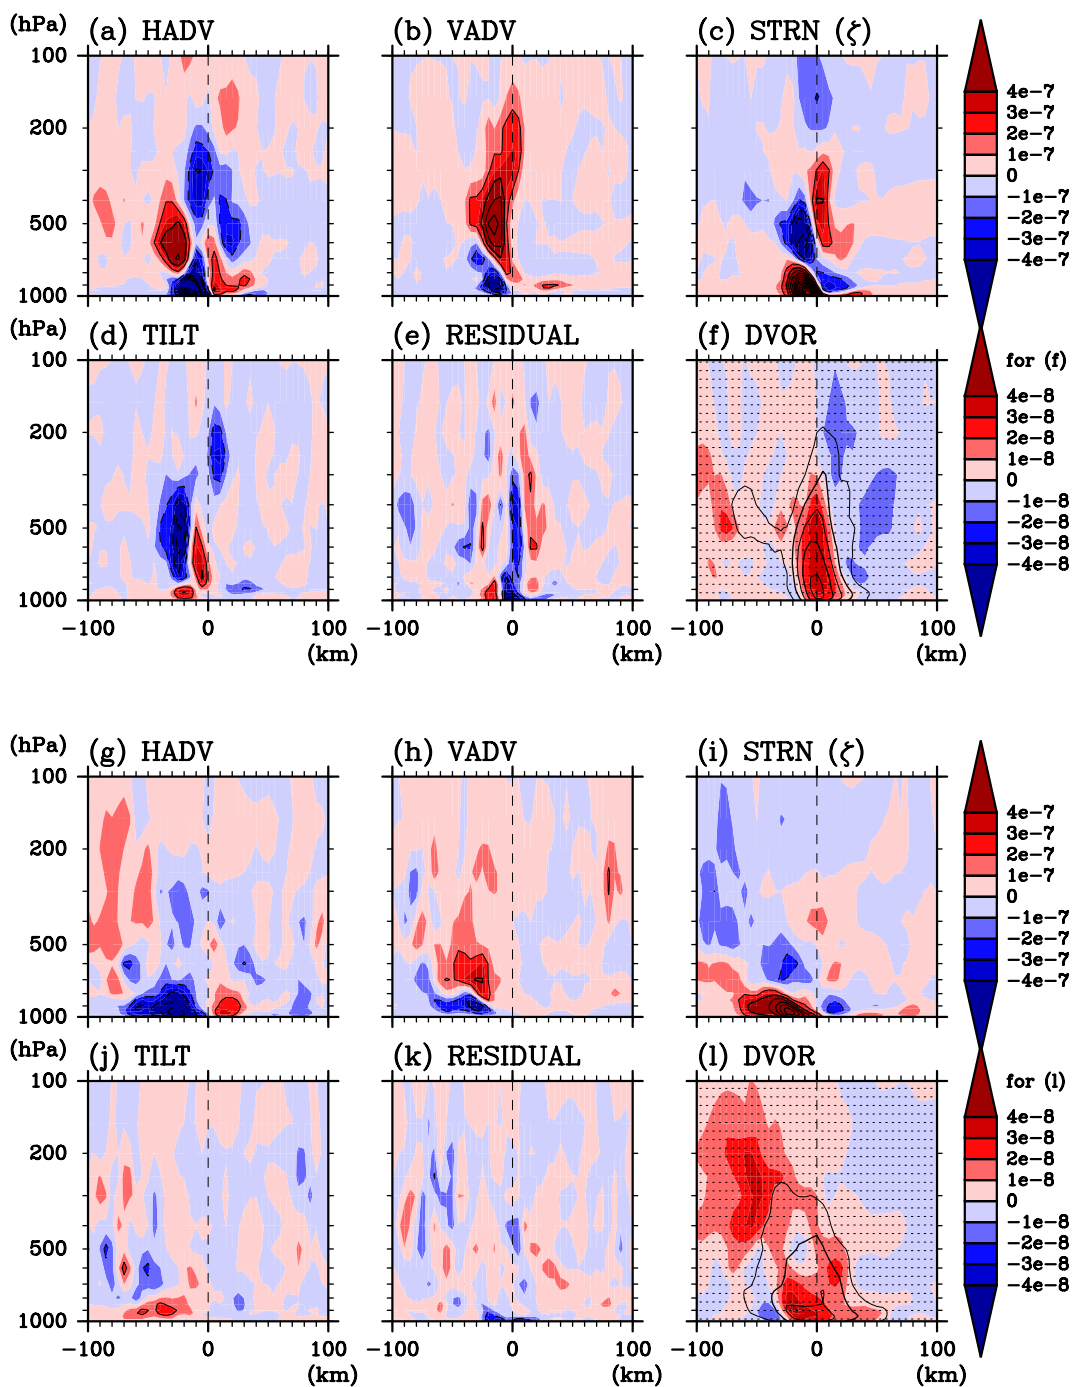 (hPa) (a) HADV (b) VADV (c) STRN (ζ)
100
200
500
1000
4e-7
3e-7
2e-7
1e-7
0
-1e-7
-2e-7
-3e-7
-4e-7
(hPa) (d) TILT (e) RESIDUAL (f) DVOR
100
200
500
1000
for (f)
4e-8
3e-8
2e-8
1e-8
0
-1e-8
-2e-8
-3e-8
-4e-8
-100 0 100 -100 0 100 -100 0 100
(km) (km) (km)
(hPa) (g) HADV (h) VADV (i) STRN (ζ)
100
200
500
1000
4e-7
3e-7
2e-7
1e-7
0
-1e-7
-2e-7
-3e-7
-4e-7
(hPa) (j) TILT (k) RESIDUAL (l) DVOR
100
200
500
1000
for (l)
4e-8
3e-8
2e-8
1e-8
0
-1e-8
-2e-8
-3e-8
-4e-8
-100 0 100 -100 0 100 -100 0 100
(km) (km) (km)